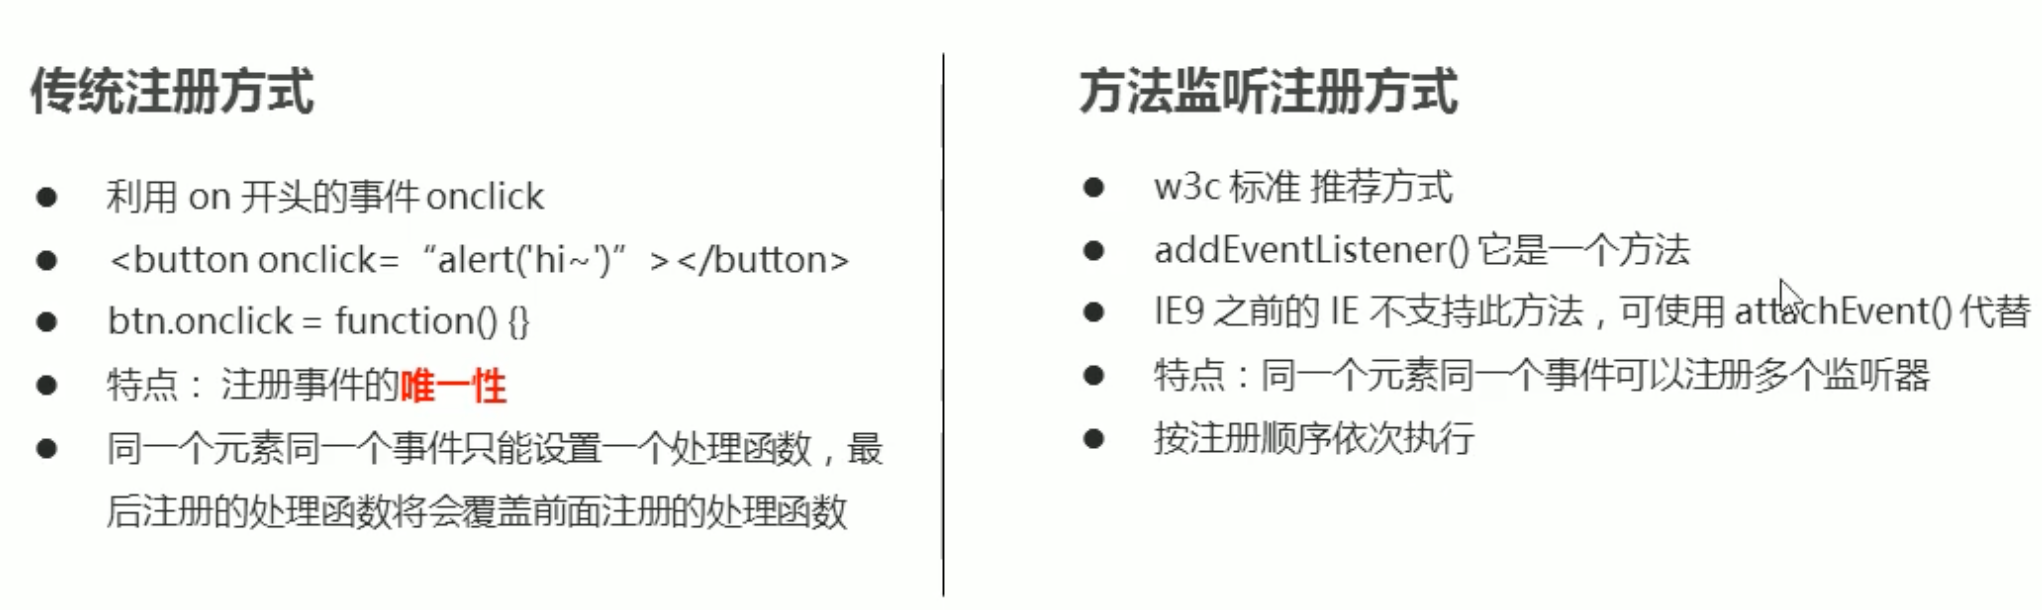 传统注册方式
● 利用 on 开头的事件 onclick
● <button onclick= “alert('hi~')” ></button>
● btn.onclick = function() {}
● 特点： 注册事件的唯一性
● 同一个元素同一个事件只能设置一个处理函数，最
后注册的处理函数将会覆盖前面注册的处理函数
方法监听注册方式
● w3c 标准 推荐方式
● addEventListener() 它是一个方法
● IE9 之前的 IE 不支持此方法，可使用 attachEvent() 代替
● 特点：同一个元素同一个事件可以注册多个监听器
● 按注册顺序依次执行